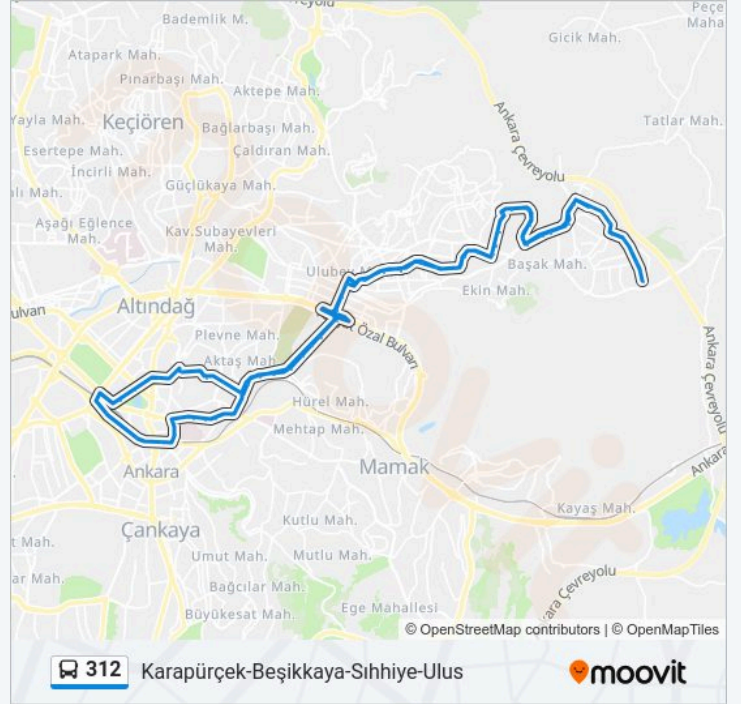 Bademlik M.
Gicik Mah.
Atapark Mah.
Pınarbaşı Mah.
Aktepe Mah.
Yayla Mah.
Keçiören
Bağlarbaşı Mah.
Ankara Çevreyolu
Tatlar Mah.
Esertepe Mah.
Çaldıran Mah.
İncirli Mah.
Güçlükaya Mah.
Aşağı Eğlence
Mah.
Kav.Subayevleri
Mah.
Ulubey
Başak Mah.
Ekin Mah.
Altındağ
Plevne Mah.
Özal Bulvarı
Ankara Çevreyolu
Aktaş Mah.
Hürel Mah.
Mehtap Mah.
Ankara
Mamak
Ankara
Kayaş Mah.
Çankaya
Kutlu Mah.
Umut Mah.
Mutlu Mah.
Bağcılar Mah.
Ankara Çevreyolu
Büyükesat Mah.
Ege Mahallesi
© OpenStreetMap contributors | © OpenMapTiles
312 Karapürçek-Beşikkaya-Sıhhiye-Ulus
moovit